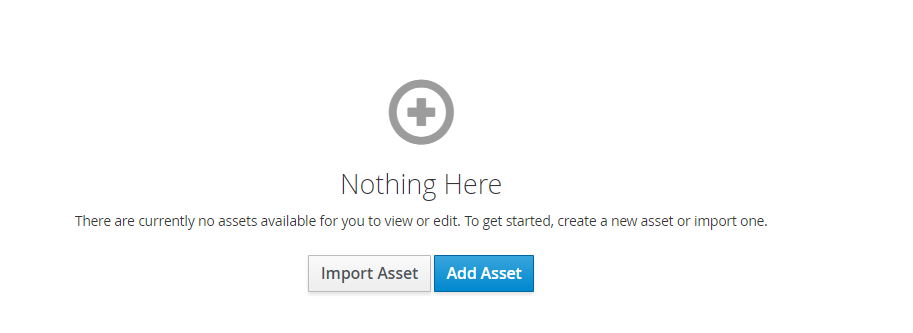 Nothing Here
There are currently no assets available for you to view or edit. To get started, create a new asset or import one.
Import Asset Add Asset